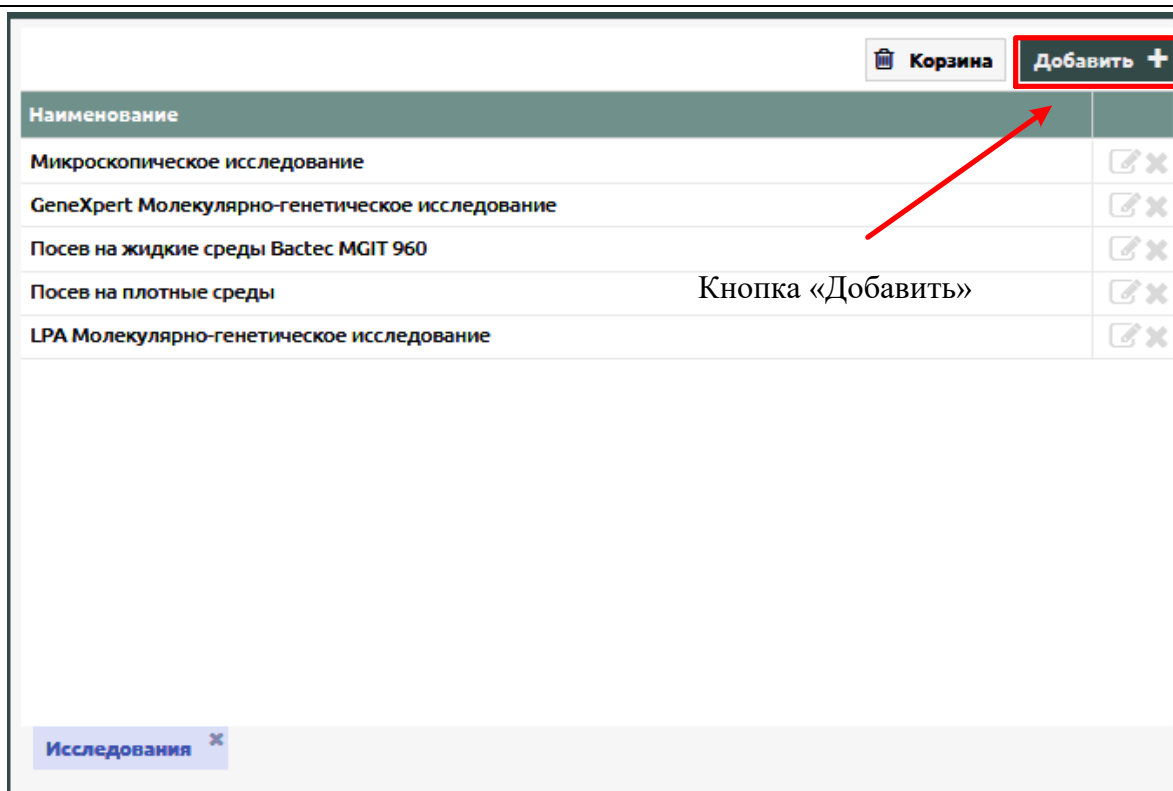 Корзина Добавить +
Наименование
Микроскопическое исследование
GeneXpert Молекулярно-генетическое исследование
Посев на жидкие среды Bactec MGIT 960
Посев на плотные среды
Кнопка «Добавить»
LPA Молекулярно-генетическое исследование
Исследования